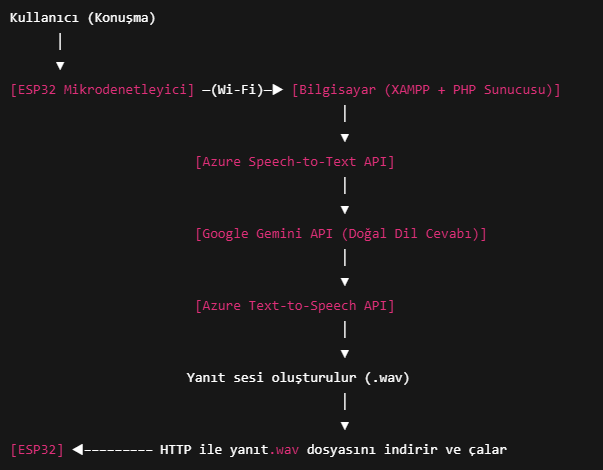 Kullanıcı (Konuşma)
[ESP32 Mikrodenetleyici] —(Wi-Fi)—► [Bilgisayar (XAMPP + PHP Sunucusu)]
[Azure Speech-to-Text API]
[Google Gemini API (Doğal Dil Cevabı)]
[Azure Text-to-Speech API]
Yanıt sesi oluşturulur (.wav)
[ESP32] ◄--------- HTTP ile yanıt.wav dosyasını indirir ve çalar